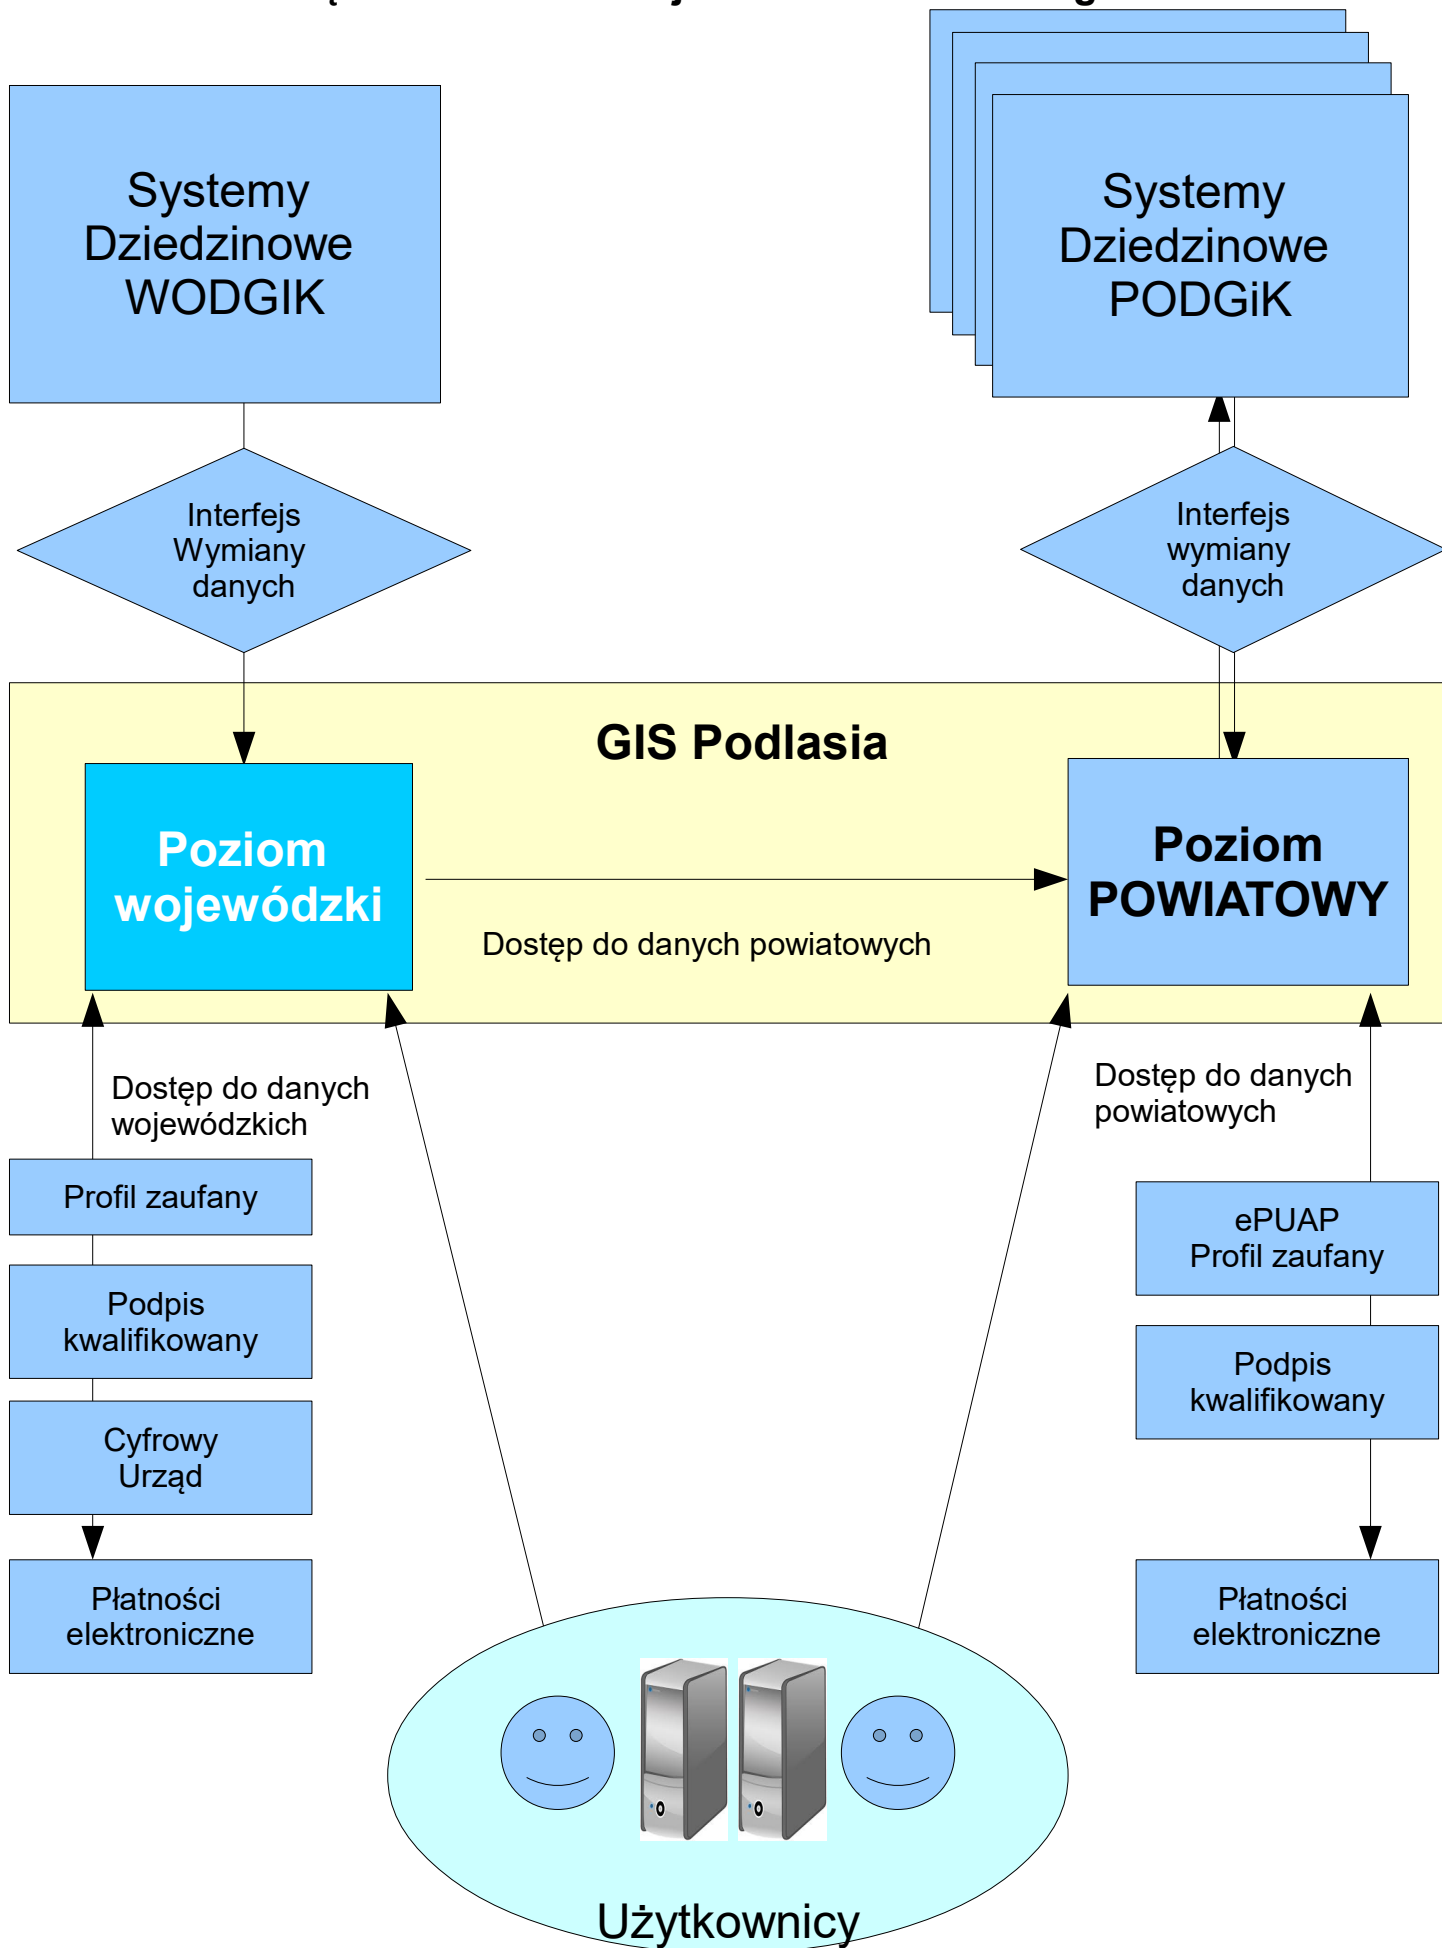 Systemy
Dziedzinowe
WODGIK
Systemy
Dziedzinowe
PODGiK
Interfejs
Wymiany
danych
Interfejs
wymiany
danych
GIS Podlasia
Poziom
wojewódzki
Poziom
POWIATOWY
Dostęp do danych powiatowych
Dostęp do danych
wojewódzkich
Dostęp do danych
powiatowych
Profil zaufany
Podpis
kwalifikowany
Cyfrowy
Urząd
Płatności
elektroniczne
ePUAP
Profil zaufany
Podpis
kwalifikowany
Płatności
elektroniczne
Użytkownicy